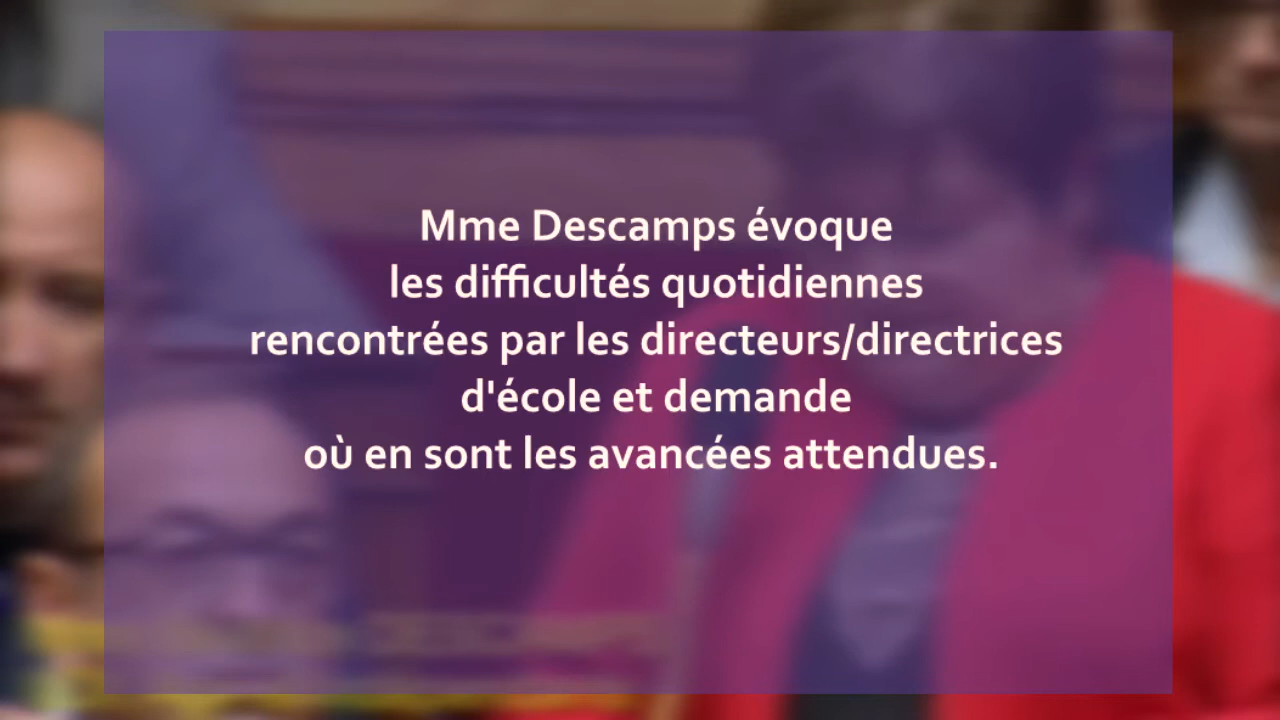 Mme Descamps évoque
les difficultés quotidiennes
rencontrées par les directeurs/directrices
d'école et demande
où en sont les avancées attendues.